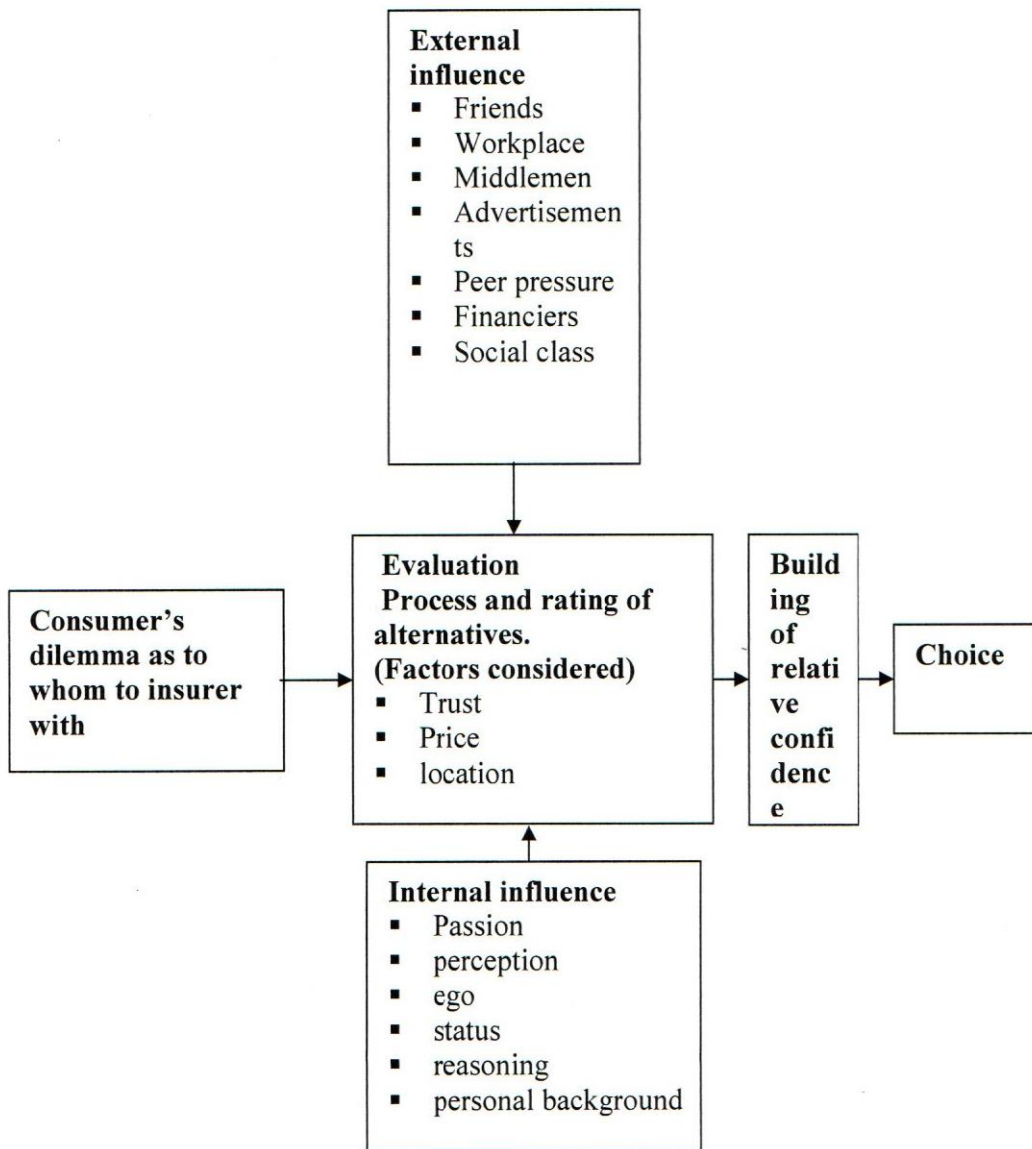 External
influence
▪ Friends
▪ Workplace
▪ Middlemen
▪ Advertisemen
ts
▪ Peer pressure
▪ Financiers
▪ Social class
Consumer's
dilemma as to
whom to insurer
with
Evaluation
Process and rating of
alternatives.
(Factors considered)
▪ Trust
▪ Price
▪ location
Build
ing
of
relati
ve
confi
denc
e
Choice
Internal influence
▪ Passion
▪ perception
▪ ego
▪ status
▪ reasoning
▪ personal background